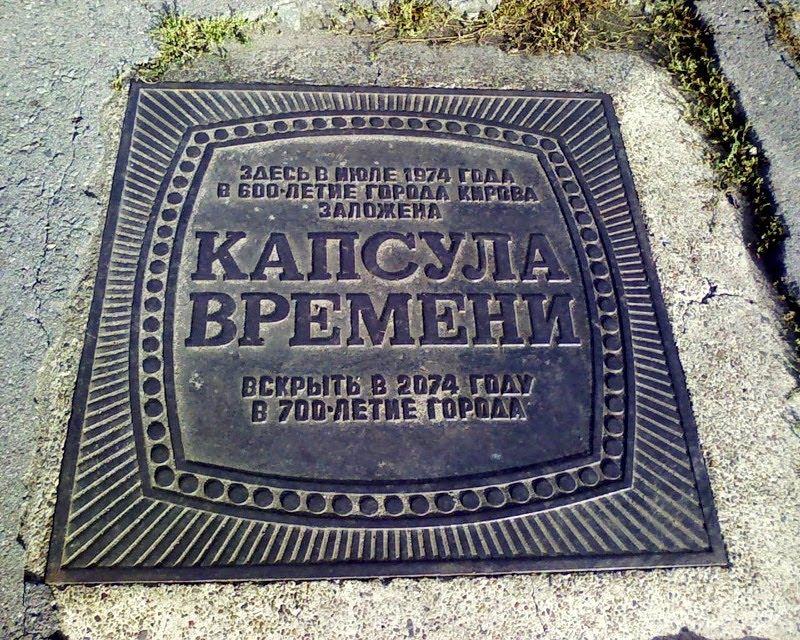 ЗДЕСЬ В ИЮЛЕ 1974 ГОДА
В 600-ЛЕТИЕ ГОРОДА КИРОВА
ЗАЛОЖЕНА
КАПСУЛА
ВРЕМЕНИ
ВСКРЫТЬ В 2074 ГОДУ
В 700-ЛЕТИЕ ГОРОДА